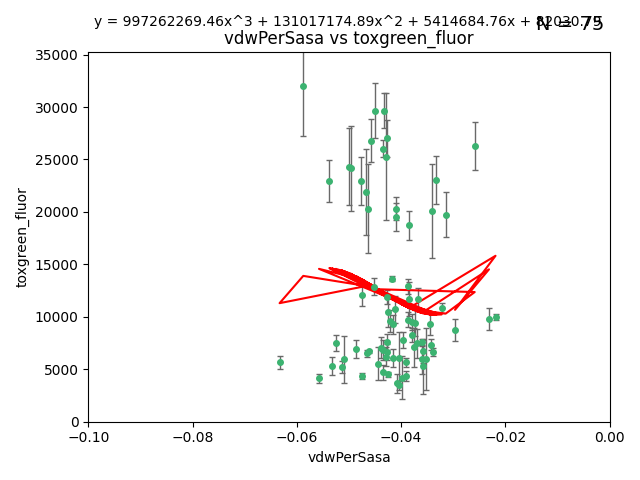 y = 997262269.46x^3 + 131017174.89x^2 + 5414684.76x + 82030.79
N = 75
vdwPerSasa vs toxgreen_fluor
toxgreen_fluor
35000
30000
25000
20000
15000
10000
5000
0
−0.10
−0.08
−0.06
−0.04
−0.02
0.00
vdwPerSasa